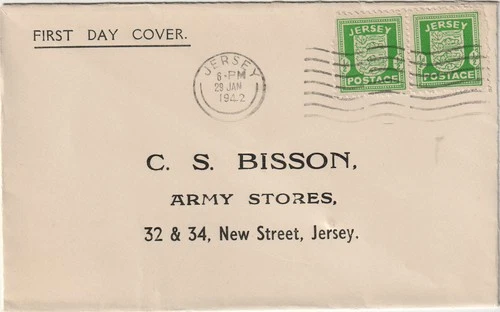 FIRST DAY COVER.
JERSEY
6-PM
29 JAN
1942
JERSEY
POSTAGE
JERSEY
POSTAGE
C. S. BISSON,
ARMY STORES,
32 & 34, New Street, Jersey.